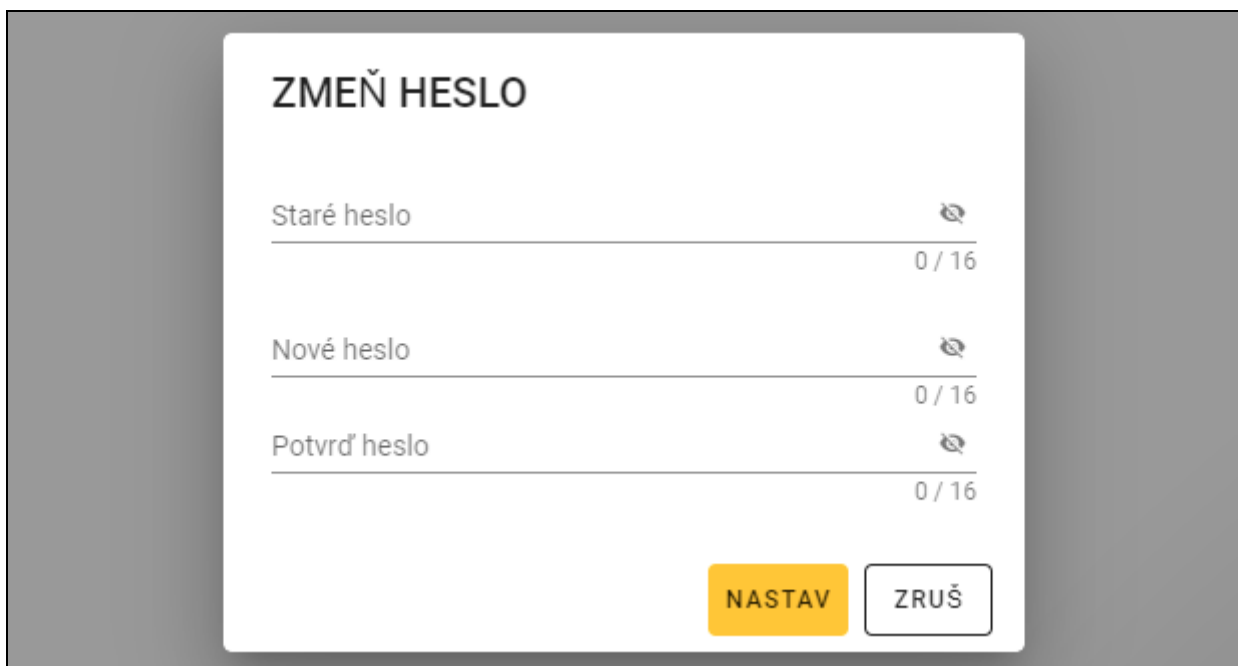 ZMEŇ HESLO
Staré heslo
0 / 16
Nové heslo
0 / 16
Potvrď heslo
0 / 16
NASTAV ZRUŠ